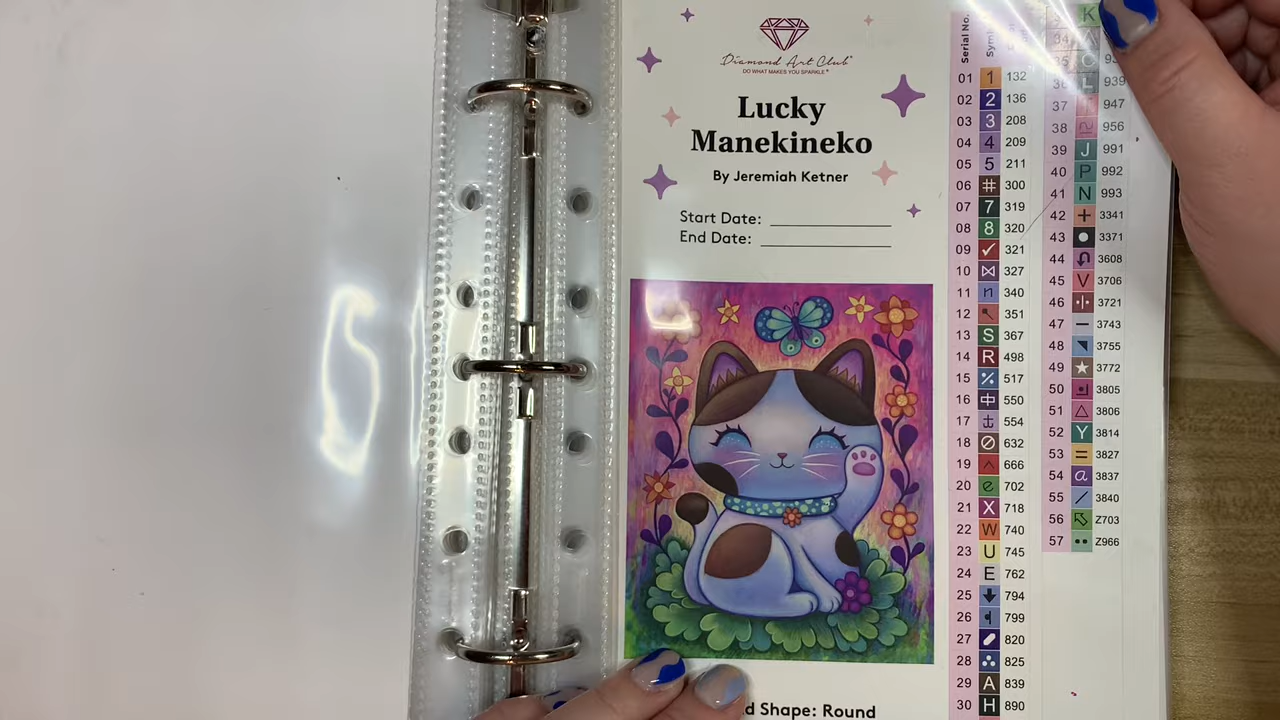 Diamond Art Club
DO WHAT MAKES YOU SPARKLE
Lucky
Manekineko
By Jeremiah Ketner
Start Date:
End Date:
Shape: Round
Serial No.
01 1 132
02 2 136
03 3 208
04 4 209
05 5 211
06 # 300
07 7 319
08 8 320
09 ✓ 321
10 ⋈ 327
11 n 340
12 351
13 S 367
14 R 498
15 ⁒ 517
16 中 550
17 ⚓ 554
18 ⊘ 632
19 ^ 666
20 e 702
21 X 718
22 W 740
23 U 745
24 E 762
25 ↓ 794
26 799
27 820
28 825
29 A 839
30 H 890
K
34
35
36 L 939
37 947
38 956
39 J 991
40 P 992
41 N 993
42 + 3341
43 ● 3371
44 3608
45 V 3706
46 3721
47 – 3743
48 ◥ 3755
49 ★ 3772
50 3805
51 △ 3806
52 Y 3814
53 = 3827
54 a 3837
55 / 3840
56 Z703
57 •• Z966